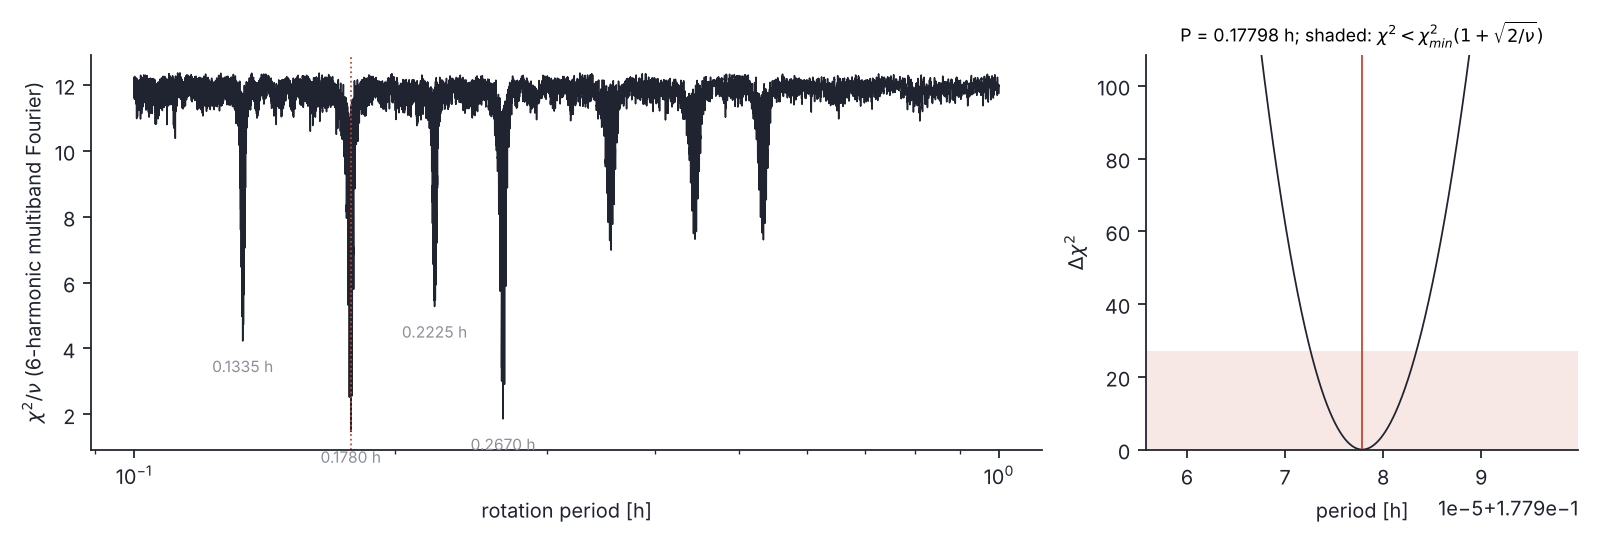 P = 0.17798 h; shaded: χ² < χ²min(1 + √2/ν)
χ²/ν (6-harmonic multiband Fourier)
12
10
8
6
4
2
0.1335 h
0.1780 h
0.2225 h
0.2670 h
10⁻¹
10⁰
rotation period [h]
Δχ²
100
80
60
40
20
0
6
7
8
9
period [h]
1e−5+1.779e−1